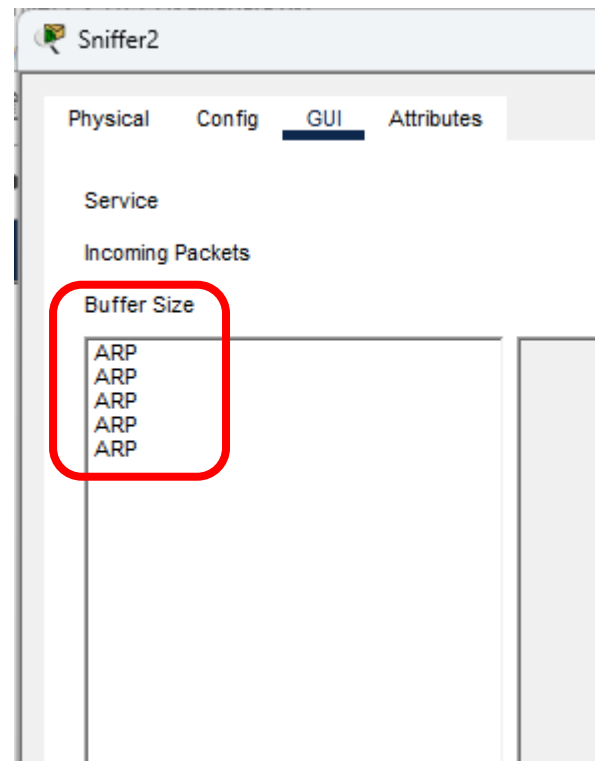 Sniffer2
Physical Config GUI Attributes
Service
Incoming Packets
Buffer Size
ARP
ARP
ARP
ARP
ARP